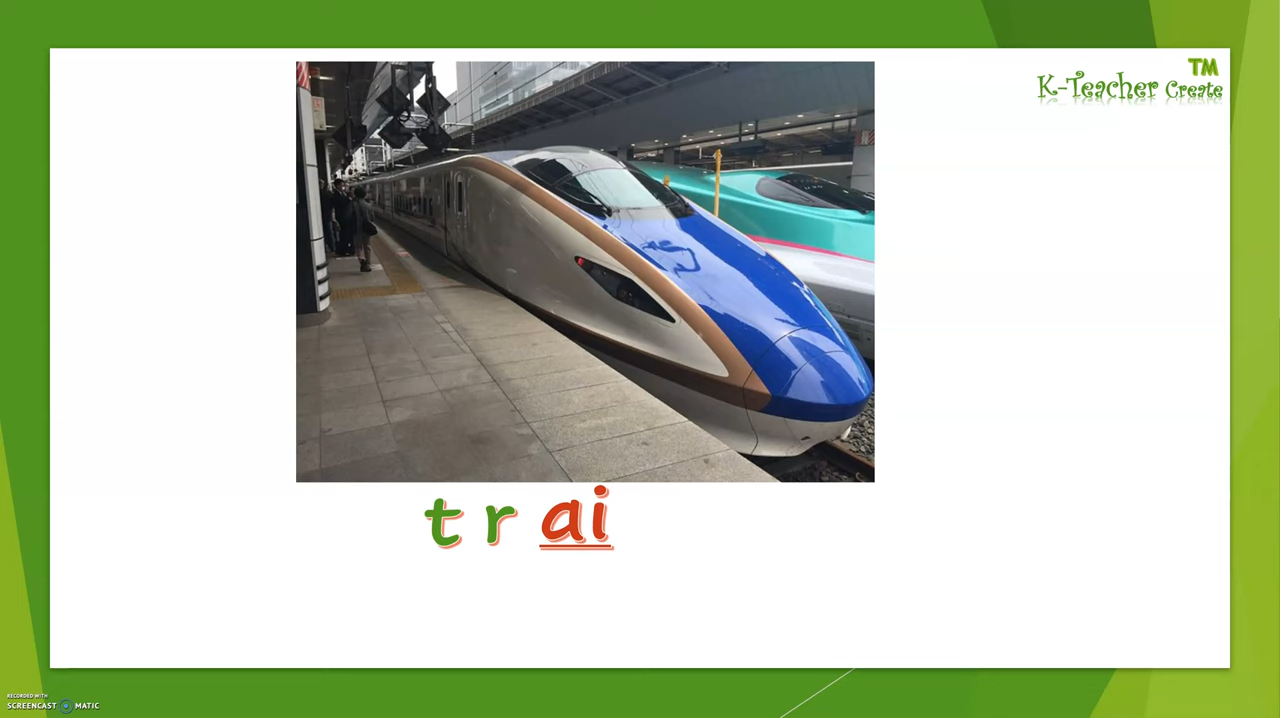 TM
K-Teacher Create
t r ai
RECORDED WITH
SCREENCAST MATIC